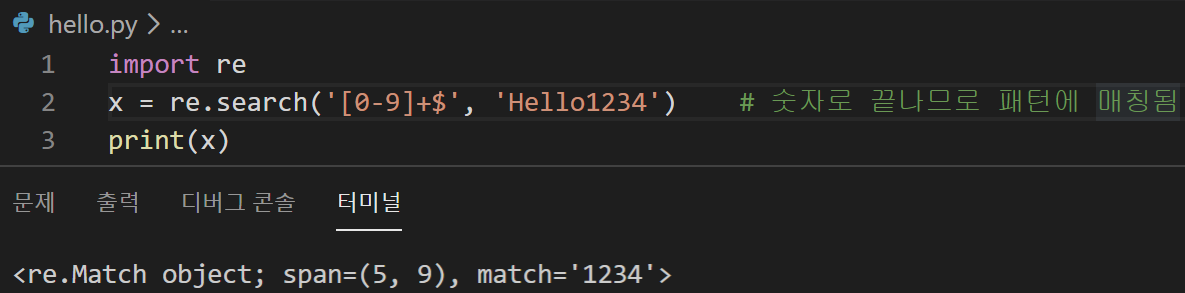 hello.py > ...
1 import re
2 x = re.search('[0-9]+$', 'Hello1234')    # 숫자로 끝나므로 패턴에 매칭됨
3 print(x)
문제 출력 디버그 콘솔 터미널
<re.Match object; span=(5, 9), match='1234'>